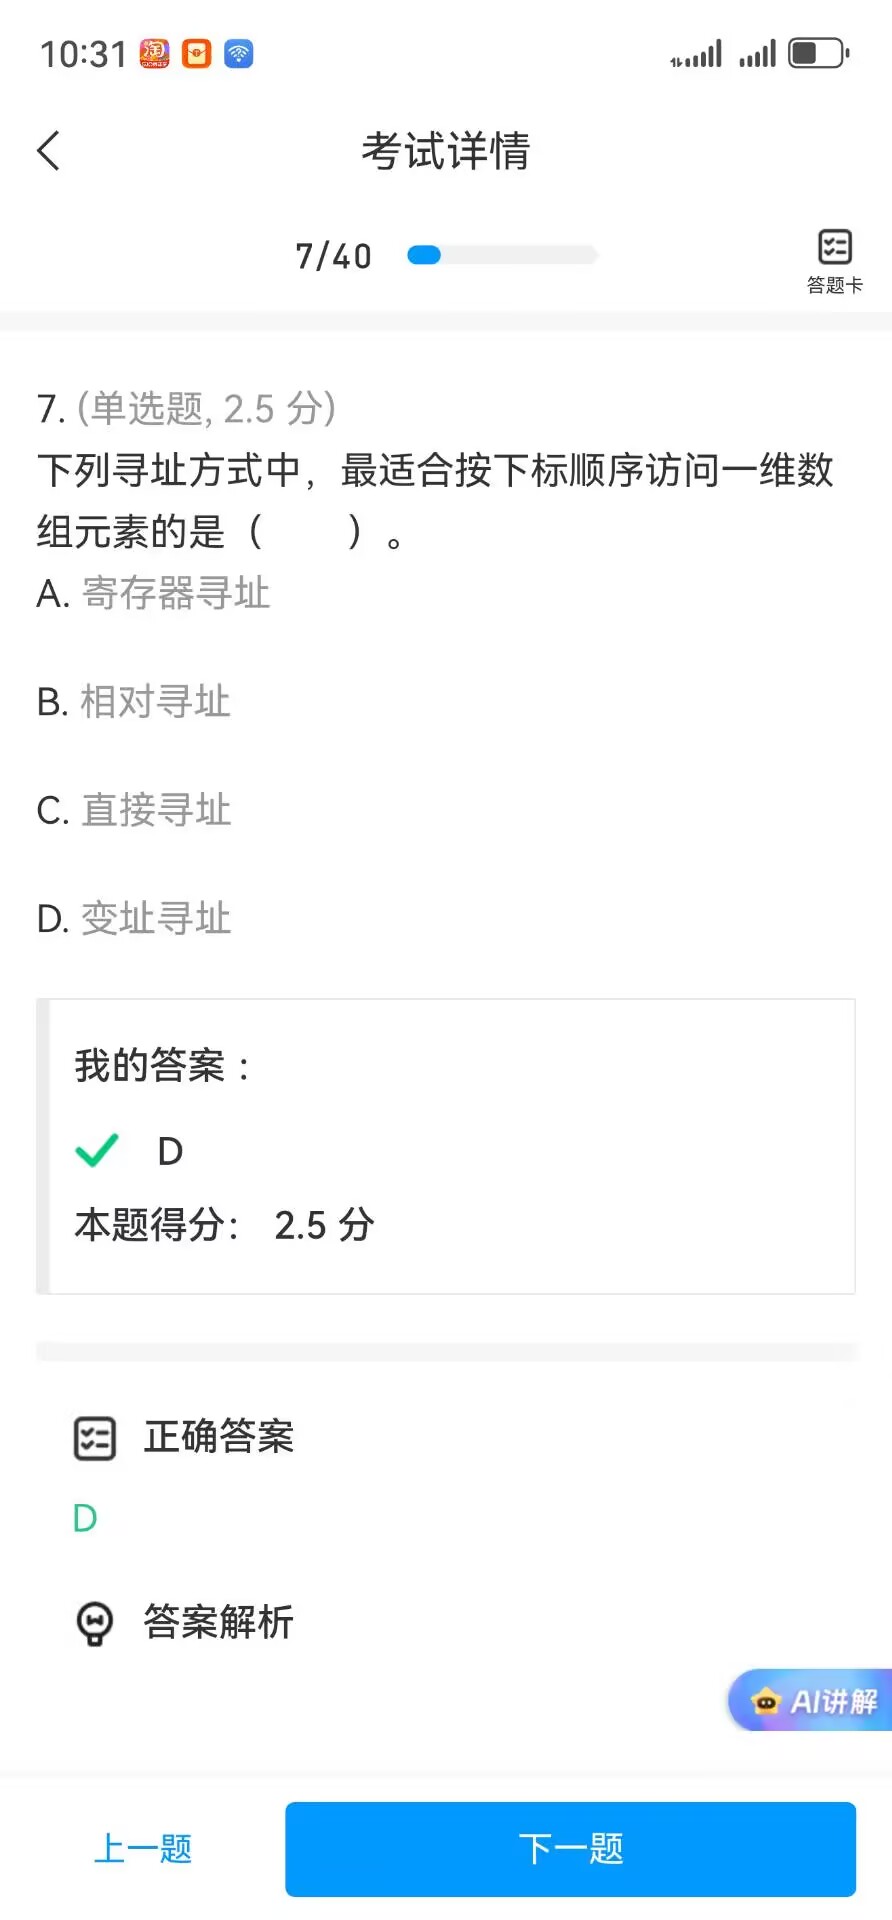 10:31
考试详情
7/40
答题卡
7. (单选题, 2.5 分)
下列寻址方式中，最适合按下标顺序访问一维数
组元素的是（　　）。
A. 寄存器寻址
B. 相对寻址
C. 直接寻址
D. 变址寻址
我的答案：
D
本题得分： 2.5 分
正确答案
D
答案解析
AI讲解
上一题
下一题